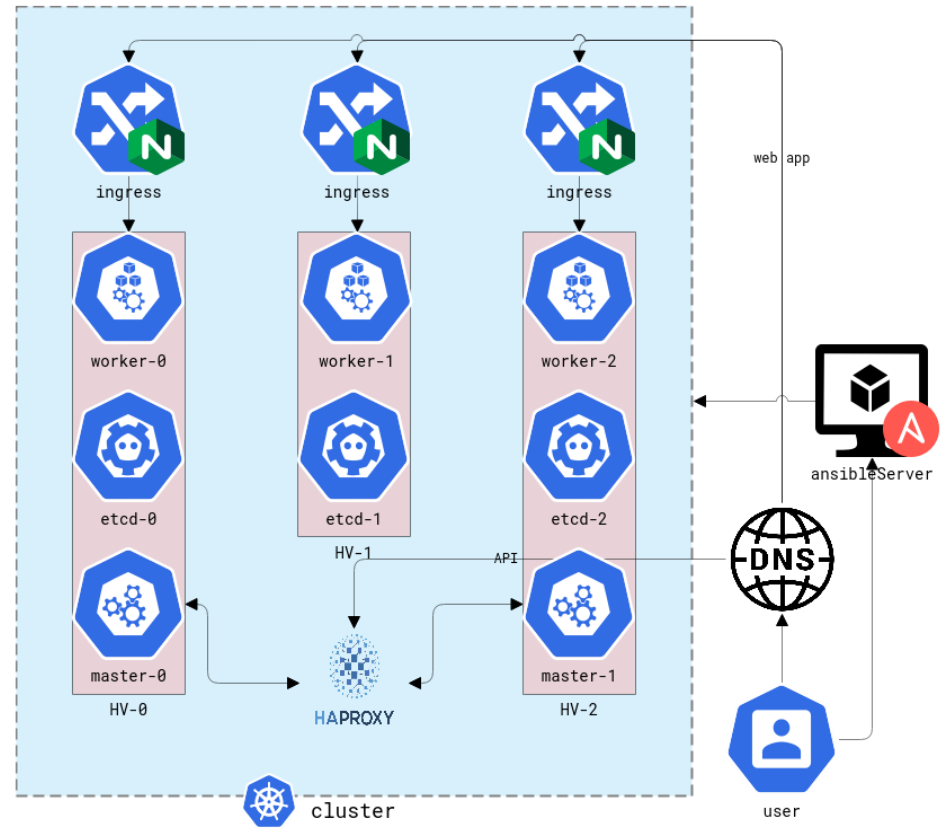 web app
ingress
ingress
ingress
worker-0
worker-1
worker-2
ansibleServer
etcd-0
etcd-1
etcd-2
HV-1
API
DNS
master-0
master-1
HV-0
HAPROXY
HV-2
cluster
user